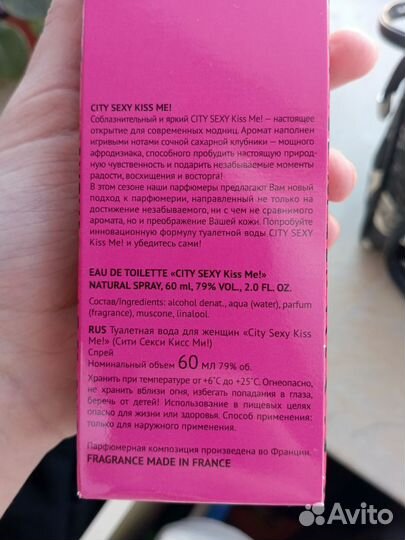 CITY SEXY KISS ME!
Соблазнительный и яркий CITY SEXY Kiss Me! — настоящее
открытие для современных модниц. Аромат наполнен
игривыми нотами сочной сахарной клубники — мощного
афродизиака, способного пробудить настоящую природ-
ную чувственность и подарить незабываемые моменты
радости, восхищения и восторга!
В этом сезоне наши парфюмеры предлагают Вам новый
подход к парфюмерии, направленный не только на
достижение незабываемого, ни с чем не сравнимого
аромата, но и преображения Вашей кожи. Попробуйте
инновационную формулу туалетной воды CITY SEXY
Kiss Me! и убедитесь сами!
EAU DE TOILETTE «CITY SEXY Kiss Me!»
NATURAL SPRAY, 60 ml, 79% VOL., 2.0 FL. OZ.
Состав/Ingredients: alcohol denat., aqua (water), parfum
(fragrance), muscone, linalool.
RUS Туалетная вода для женщин «City Sexy Kiss
Me!» (Сити Секси Кисс Ми!)
Спрей
Номинальный объем 60 МЛ 79% об.
Хранить при температуре от +6°С до +25°С. Огнеопасно,
не хранить вблизи огня, избегать попадания в глаза,
беречь от детей! Использование в пищевых целях
опасно для жизни или здоровья. Способ применения:
только для наружного применения.
Парфюмерная композиция произведена во Франции.
FRAGRANCE MADE IN FRANCE
Avito